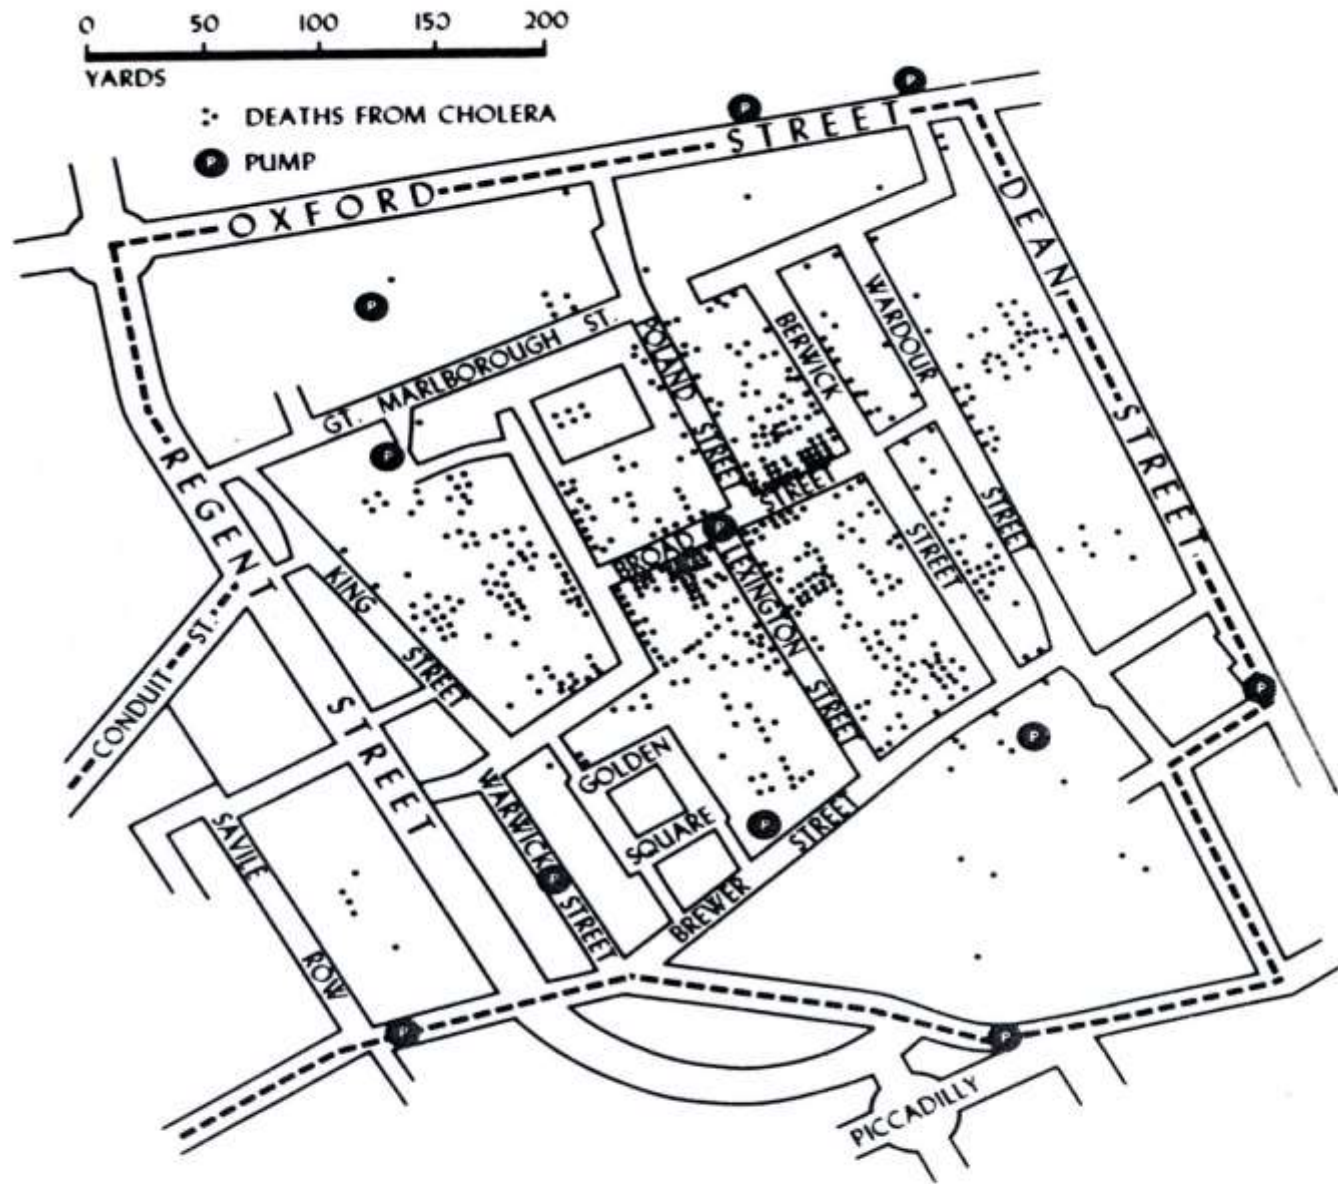 0 50 100 150 200
YARDS
DEATHS FROM CHOLERA
P PUMP
P
P
OXFORD STREET
DEAN STREET
P
GT. MARLBOROUGH ST.
POLAND STREET
BERWICK STREET
WARDOUR STREET
P
REGENT STREET
BROAD STREET
P
LEXINGTON STREET
KING STREET
CONDUIT ST.
P
P
GOLDEN SQUARE
WARWICK STREET
SAVILE ROW
P
P
BREWER STREET
P
P
PICCADILLY